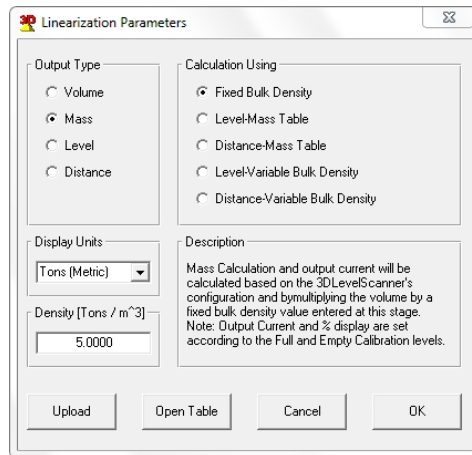 3D Linearization Parameters
Output Type
Volume
Mass
Level
Distance
Calculation Using
Fixed Bulk Density
Level-Mass Table
Distance-Mass Table
Level-Variable Bulk Density
Distance-Variable Bulk Density
Display Units
Tons (Metric)
Density [Tons / m^3]
5.0000
Description
Mass Calculation and output current will be
calculated based on the 3DLevelScanner's
configuration and bymultiplying the volume by a
fixed bulk density value entered at this stage.
Note: Output Current and % display are set
according to the Full and Empty Calibration levels.
Upload
Open Table
Cancel
OK